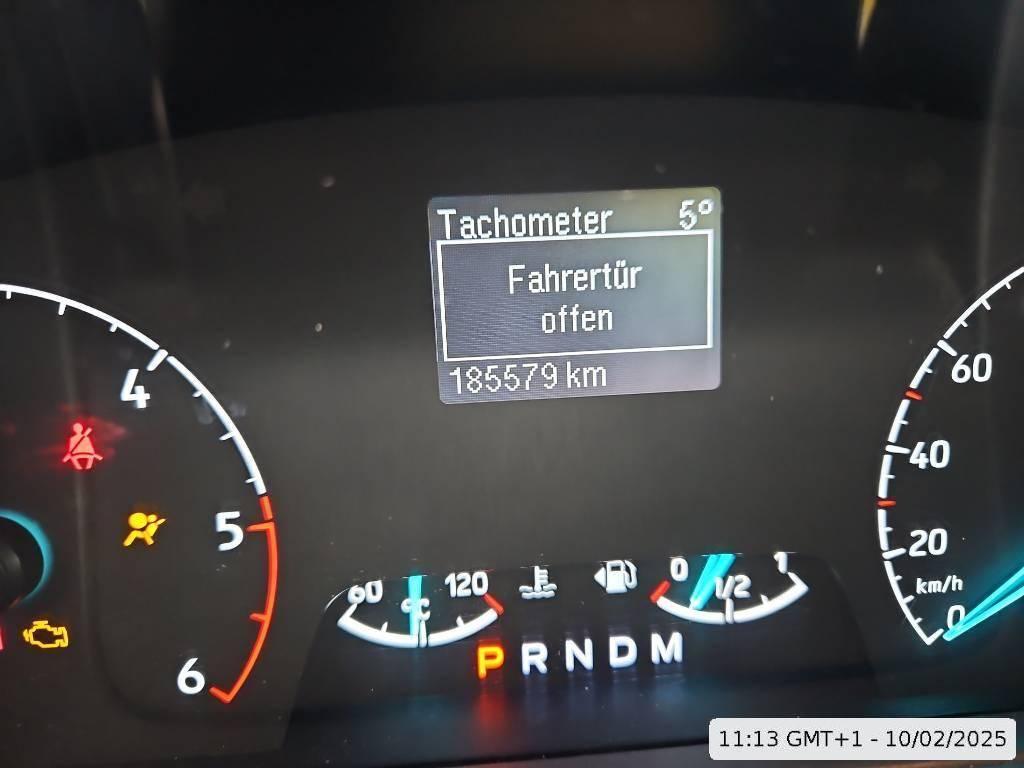 Tachometer 5°
Fahrertür
offen
185579 km
4
5
6
60
40
20
km/h
0
60 °C 120
0 1/2 1
P R N D M
11:13 GMT+1 - 10/02/2025